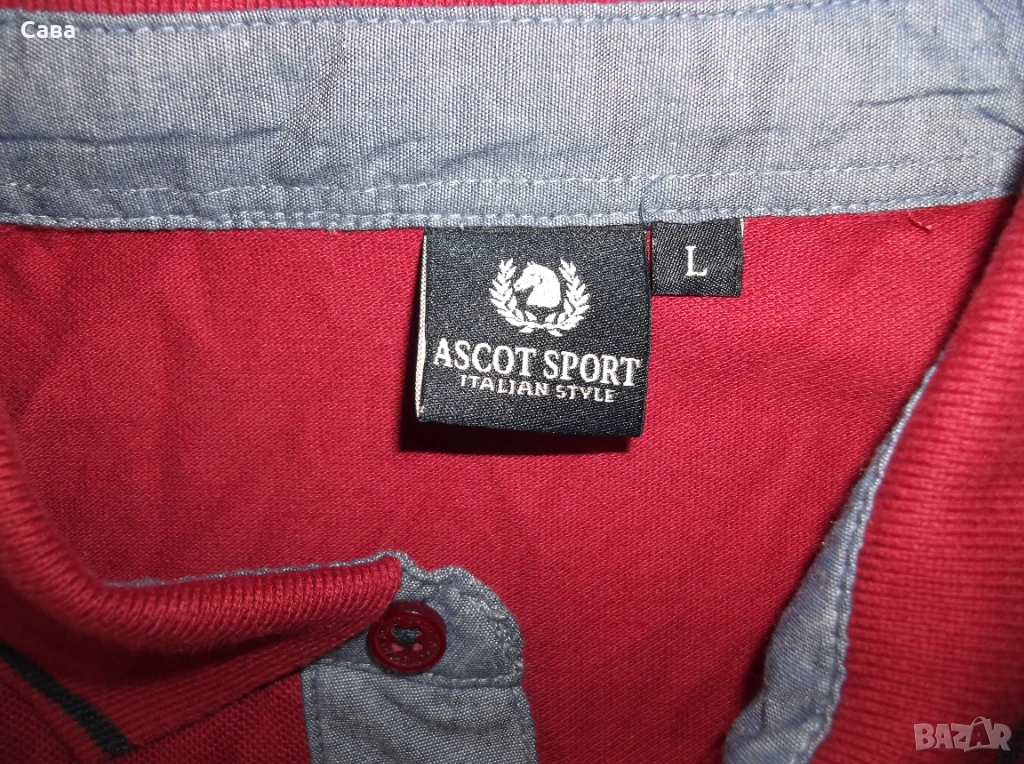 Сава
L
ASCOT SPORT
ITALIAN STYLE
BAZAR